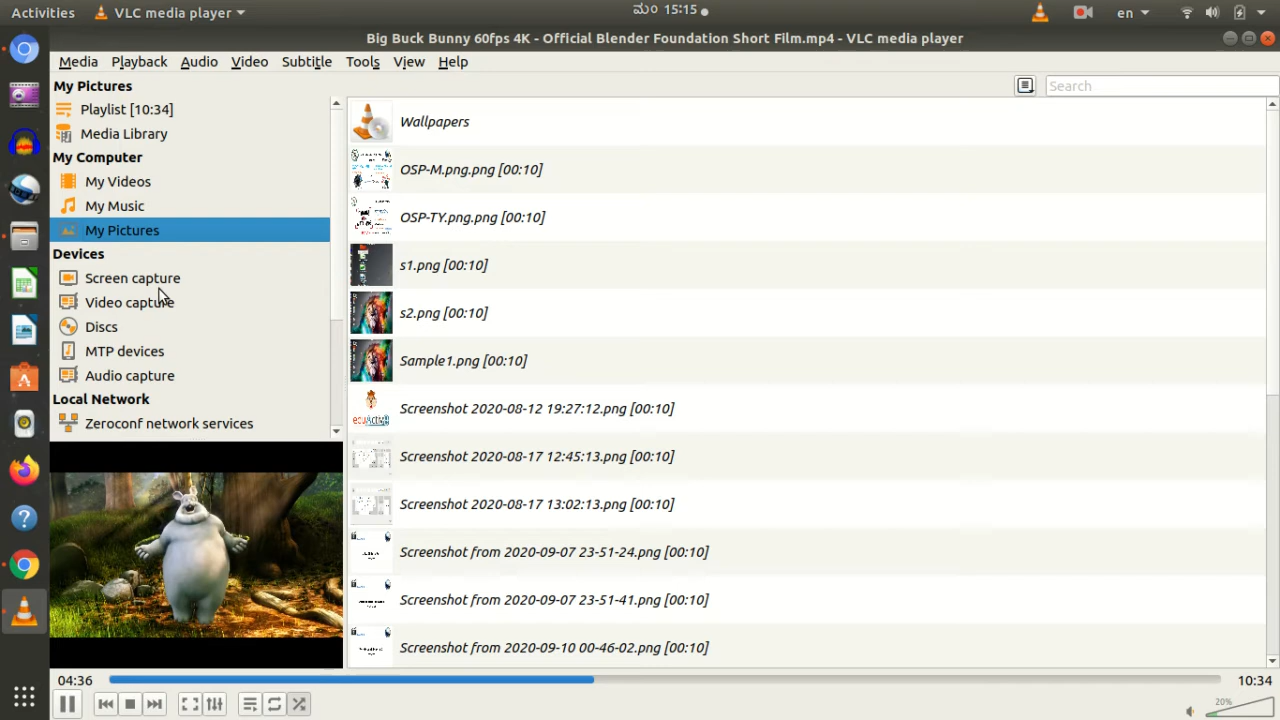 Activities VLC media player ಮಂ 15:15 en
Big Buck Bunny 60fps 4K - Official Blender Foundation Short Film.mp4 - VLC media player
Media Playback Audio Video Subtitle Tools View Help
My Pictures
Search
Playlist [10:34]
Media Library
My Computer
My Videos
My Music
My Pictures
Devices
Screen capture
Video capture
Discs
MTP devices
Audio capture
Local Network
Zeroconf network services
Wallpapers
OSP-M.png.png [00:10]
OSP-TY.png.png [00:10]
s1.png [00:10]
s2.png [00:10]
Sample1.png [00:10]
Screenshot 2020-08-12 19:27:12.png [00:10]
Screenshot 2020-08-17 12:45:13.png [00:10]
Screenshot 2020-08-17 13:02:13.png [00:10]
Screenshot from 2020-09-07 23-51-24.png [00:10]
Screenshot from 2020-09-07 23-51-41.png [00:10]
Screenshot from 2020-09-10 00-46-02.png [00:10]
04:36 10:34
20%